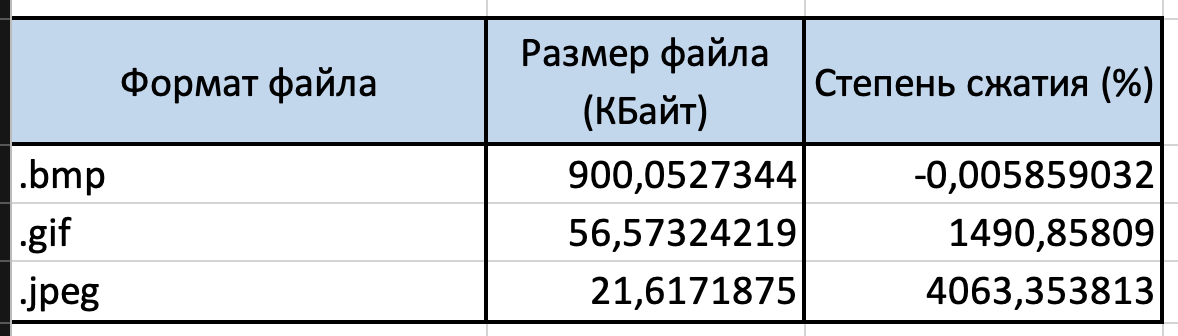 Формат файла
Размер файла
(КБайт)
Степень сжатия (%)
.bmp 900,0527344 -0,005859032
.gif 56,57324219 1490,85809
.jpeg 21,6171875 4063,353813